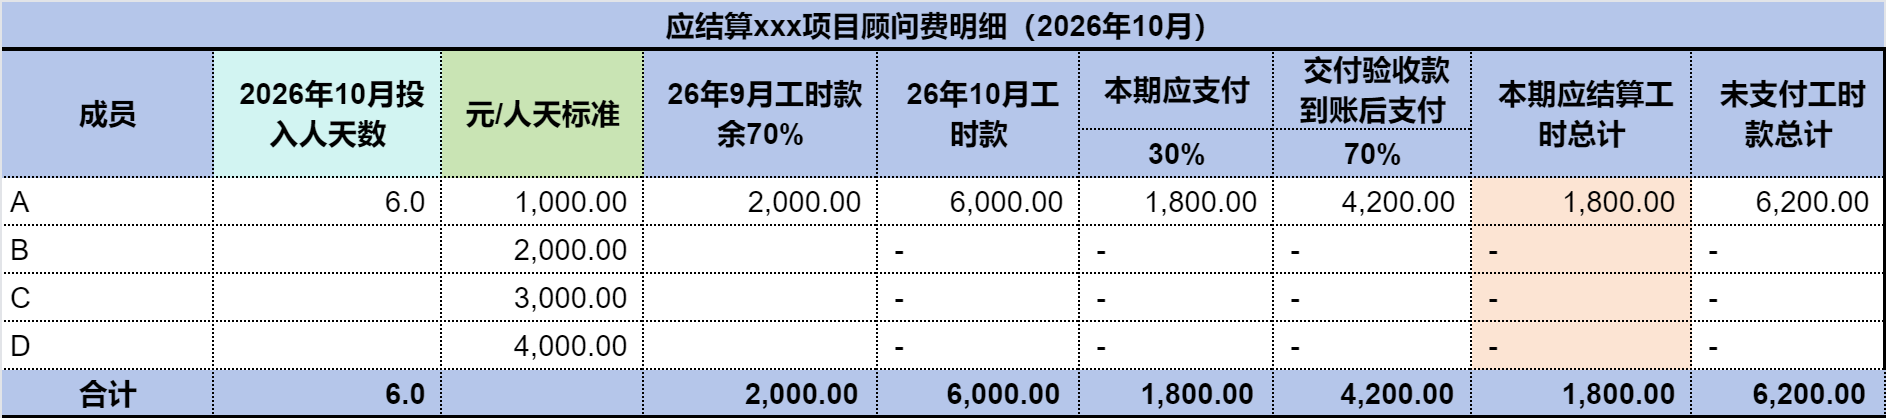 应结算xxx项目顾问费明细（2026年10月）
成员 2026年10月投入人天数 元/人天标准 26年9月工时款余70% 26年10月工时款 本期应支付 交付验收款到账后支付 本期应结算工时总计 未支付工时款总计
30% 70%
A 6.0 1,000.00 2,000.00 6,000.00 1,800.00 4,200.00 1,800.00 6,200.00
B 2,000.00 - - - - -
C 3,000.00 - - - - -
D 4,000.00 - - - - -
合计 6.0 2,000.00 6,000.00 1,800.00 4,200.00 1,800.00 6,200.00